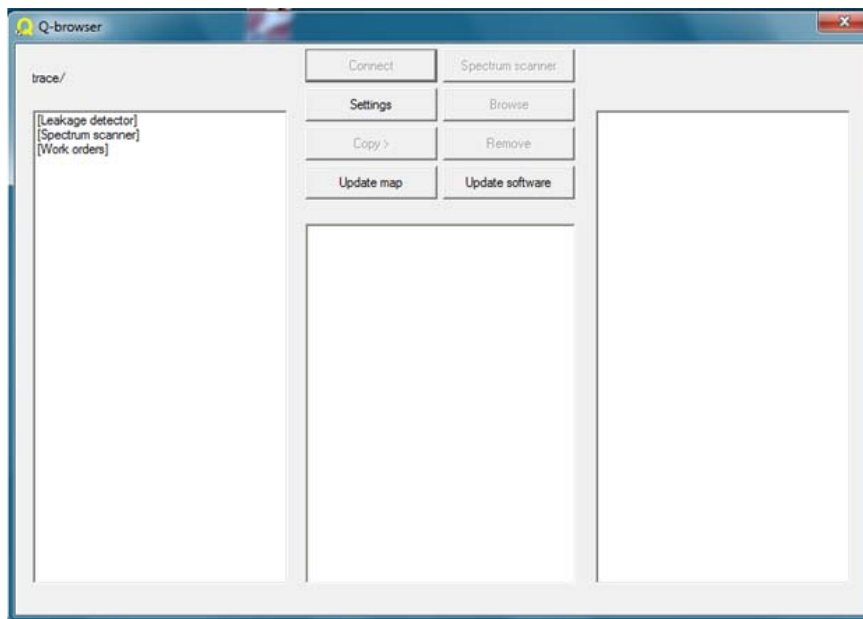 Q-browser
trace/
Connect
Spectrum scanner
Settings
Browse
Copy >
Remove
Update map
Update software
[Leakage detector]
[Spectrum scanner]
[Work orders]